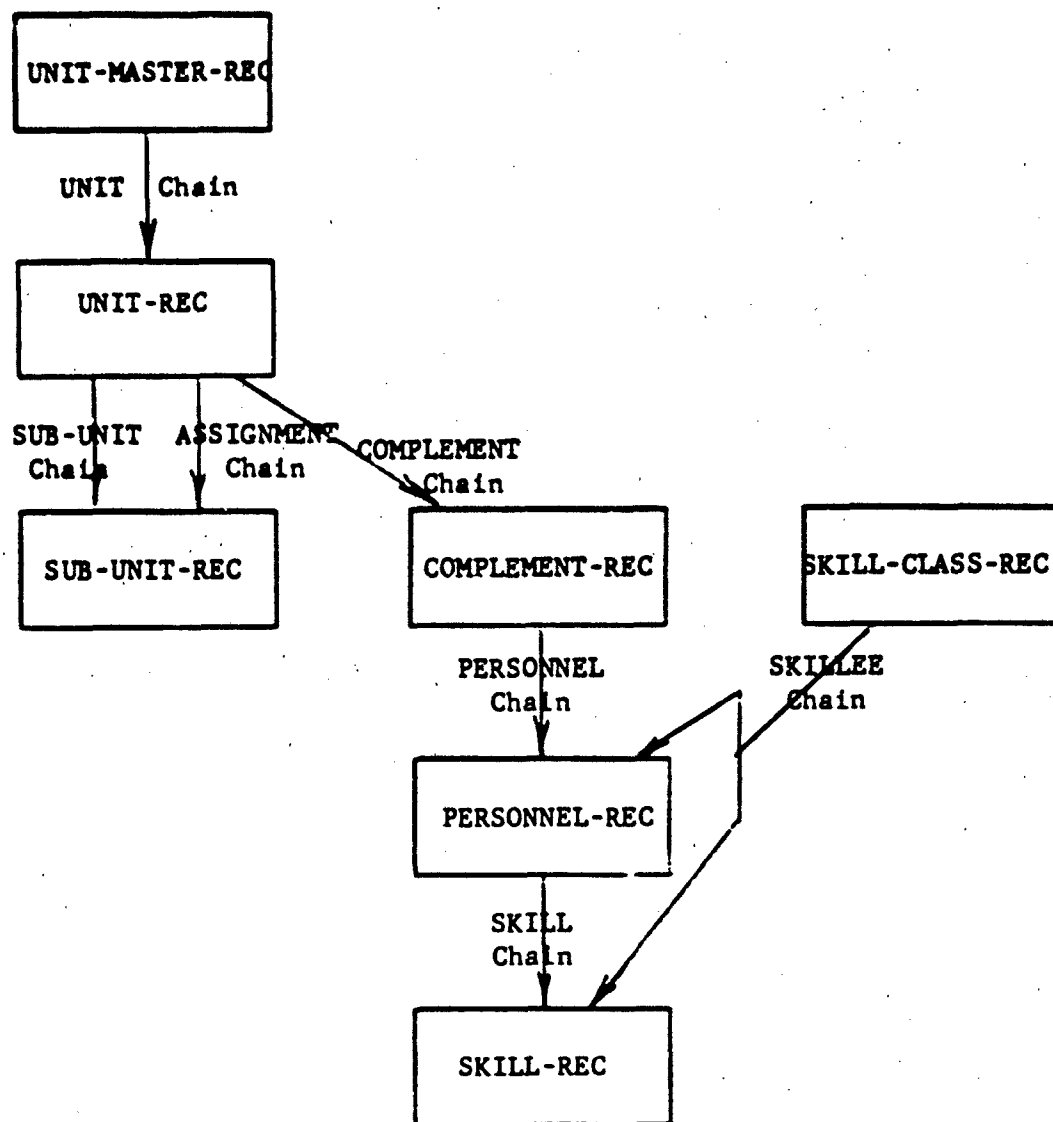 UNIT-MASTER-REC
UNIT Chain
UNIT-REC
SUB-UNIT
Chain
ASSIGNMENT
Chain
COMPLEMENT
Chain
SUB-UNIT-REC
COMPLEMENT-REC
SKILL-CLASS-REC
PERSONNEL
Chain
SKILLEE
Chain
PERSONNEL-REC
SKILL
Chain
SKILL-REC